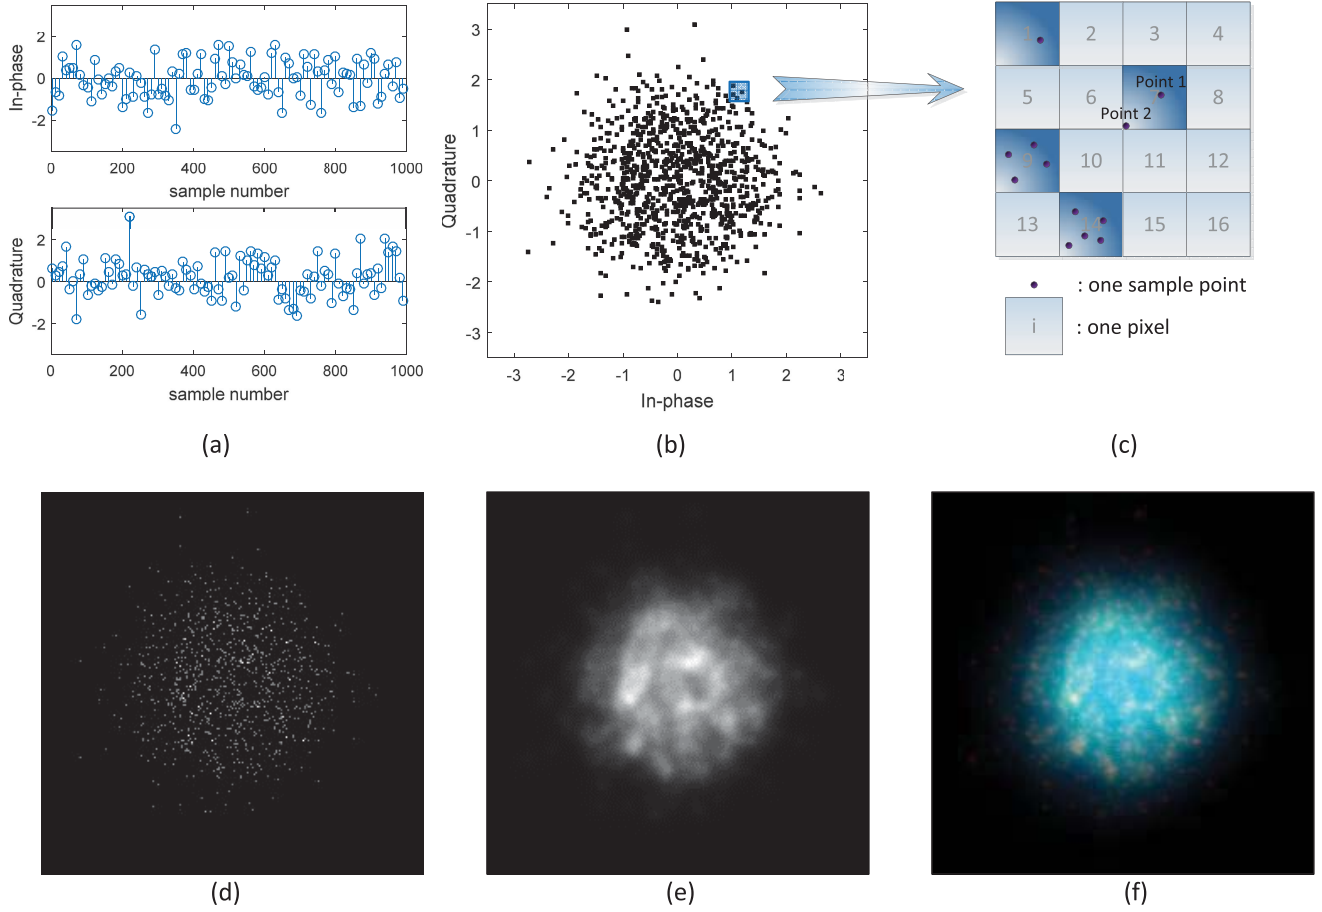 2
0
-2
In-phase
0
200
400
600
800
1000
sample number
2
0
-2
Quadrature
0
200
400
600
800
1000
sample number
(a)
3
2
1
0
-1
-2
-3
Quadrature
-3
-2
-1
0
1
2
3
In-phase
(b)
1
2
3
4
5
6
Point 1
8
Point 2
9
10
11
12
13
14
15
16
: one sample point
i
: one pixel
(c)
(d)
(e)
(f)